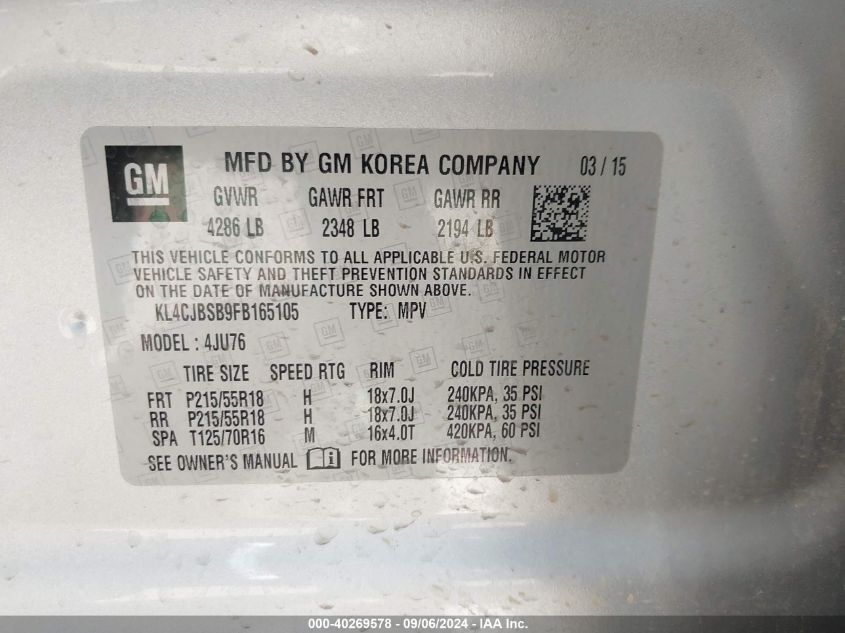 GM
MFD BY GM KOREA COMPANY 03 / 15
GVWR GAWR FRT GAWR RR
4286 LB 2348 LB 2194 LB
THIS VEHICLE CONFORMS TO ALL APPLICABLE U.S. FEDERAL MOTOR
VEHICLE SAFETY AND THEFT PREVENTION STANDARDS IN EFFECT
ON THE DATE OF MANUFACTURE SHOWN ABOVE.
KL4CJBSB9FB165105 TYPE: MPV
MODEL : 4JU76
TIRE SIZE SPEED RTG RIM COLD TIRE PRESSURE
FRT P215/55R18 H 18x7.0J 240KPA, 35 PSI
RR P215/55R18 H 18x7.0J 240KPA, 35 PSI
SPA T125/70R16 M 16x4.0T 420KPA, 60 PSI
SEE OWNER'S MANUAL FOR MORE INFORMATION.
000-40269578 - 09/06/2024 - IAA Inc.